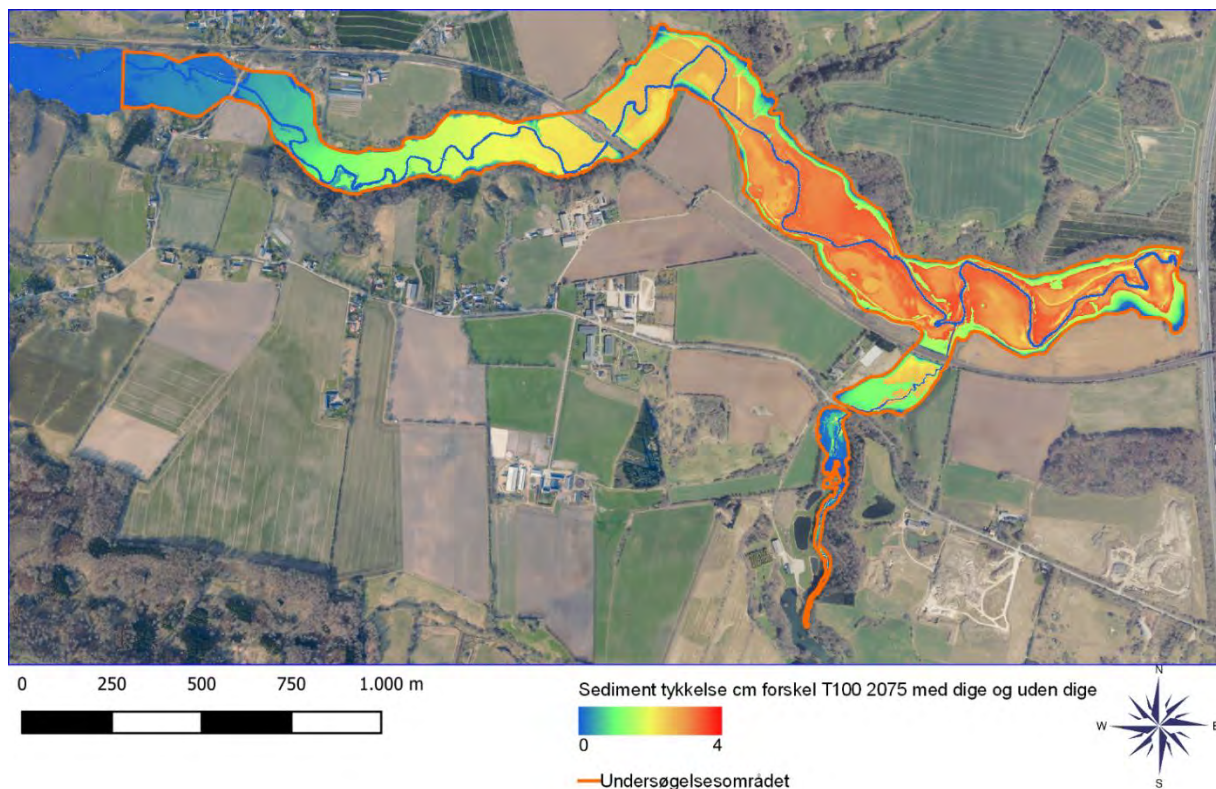 0 250 500 750 1.000 m
Sediment tykkelse cm forskel T100 2075 med dige og uden dige
0 4
Undersøgelsesområdet
N
W E
S